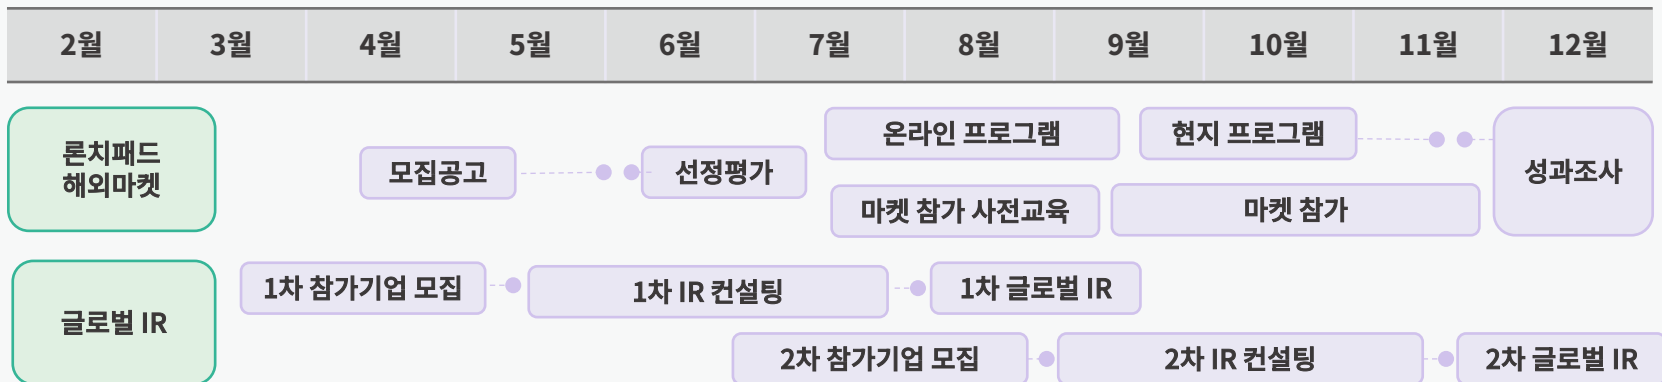 2월 3월 4월 5월 6월 7월 8월 9월 10월 11월 12월
론치패드
해외마켓
모집공고
선정평가
온라인 프로그램
현지 프로그램
마켓 참가 사전교육
마켓 참가
성과조사
글로벌 IR
1차 참가기업 모집
1차 IR 컨설팅
1차 글로벌 IR
2차 참가기업 모집
2차 IR 컨설팅
2차 글로벌 IR